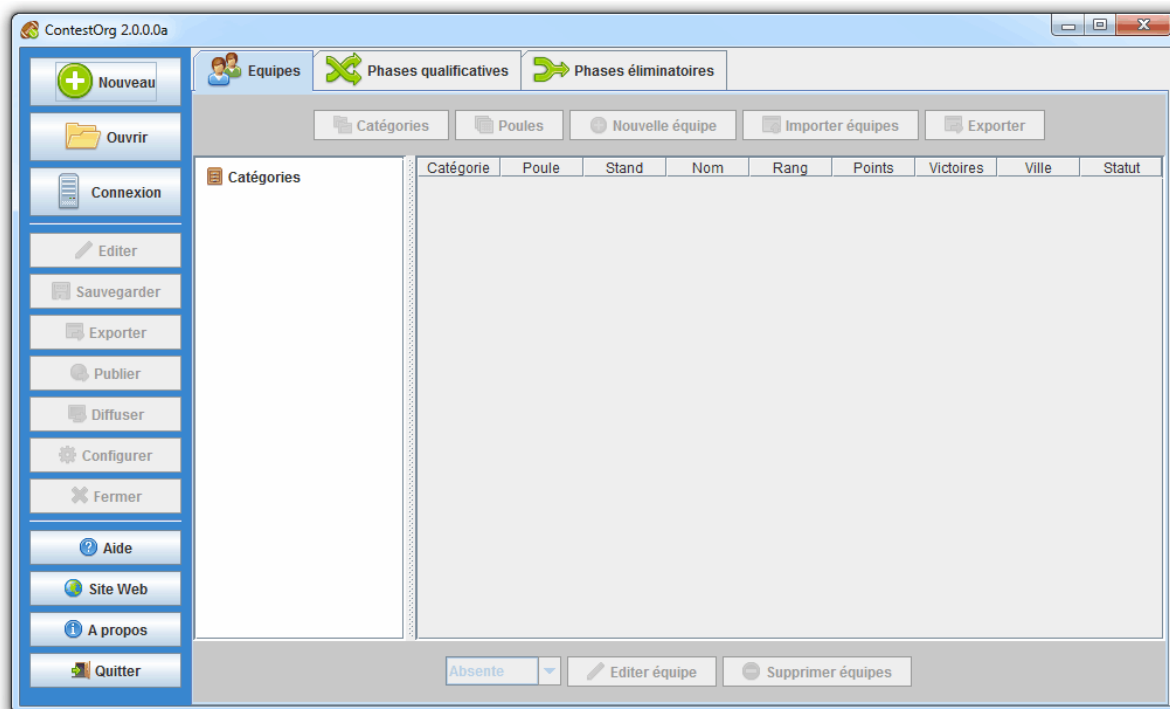 ContestOrg 2.0.0.0a
Nouveau
Ouvrir
Connexion
Editer
Sauvegarder
Exporter
Publier
Diffuser
Configurer
Fermer
Aide
Site Web
A propos
Quitter
Equipes Phases qualificatives Phases éliminatoires
Catégories Poules Nouvelle équipe Importer équipes Exporter
Catégories
Catégorie Poule Stand Nom Rang Points Victoires Ville Statut
Absente Editer équipe Supprimer équipes